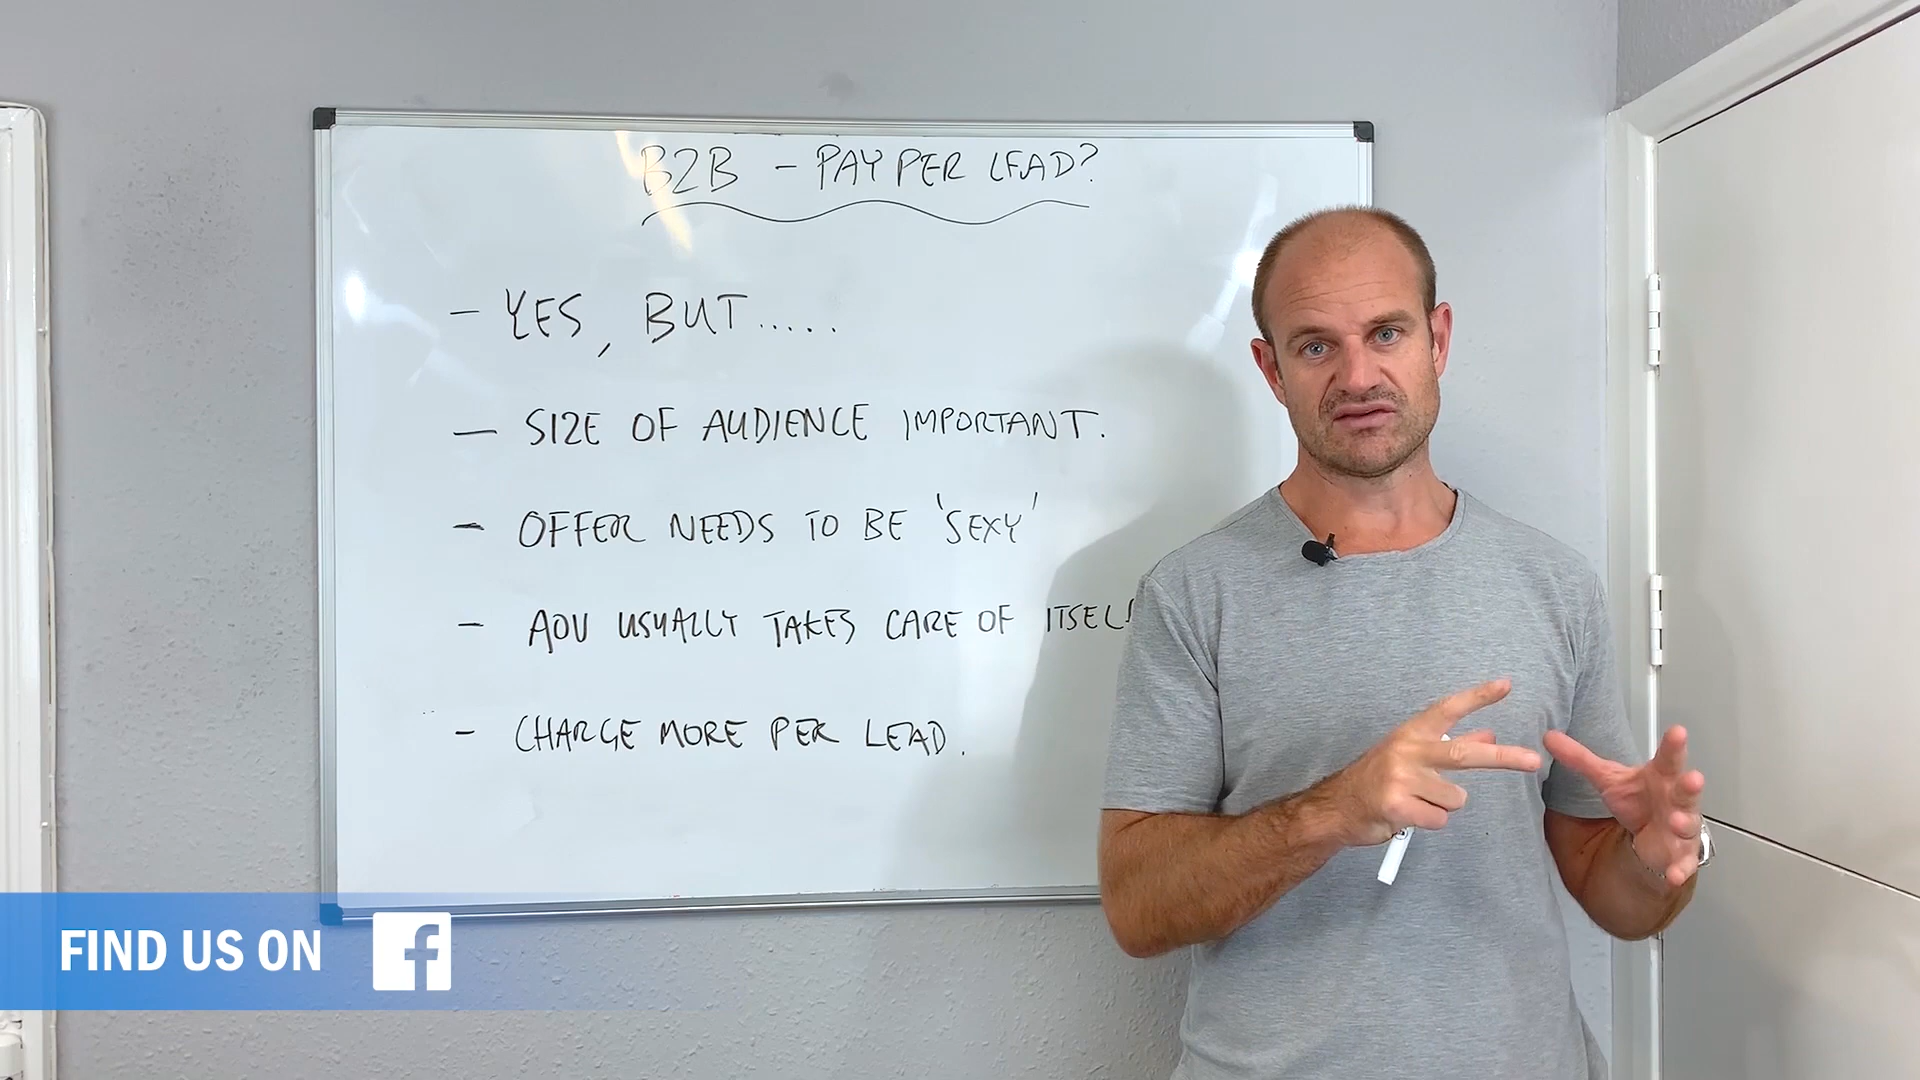 B2B - PAY PER LEAD?
- YES, BUT.....
- SIZE OF AUDIENCE IMPORTANT.
- OFFER NEEDS TO BE 'SEXY'
- AOV USUALLY TAKES CARE OF ITSELF
- CHARGE MORE PER LEAD.
FIND US ON f